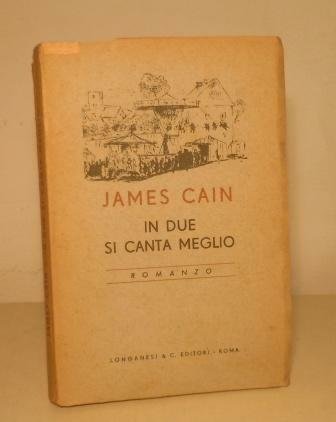 JAMES CAIN
IN DUE
SI CANTA MEGLIO
ROMANZO
LONGANESI & C. EDITORI - ROMA